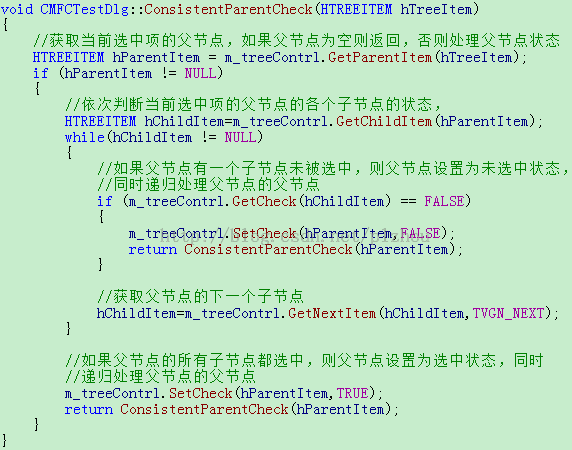 void CMFCTestDlg::ConsistentParentCheck(HTREEITEM hTreeItem)
{
//获取当前选中项的父节点，如果父节点为空则返回，否则处理父节点状态
HTREEITEM hParentItem = m_treeContrl.GetParentItem(hTreeItem);
if (hParentItem != NULL)
{
//依次判断当前选中项的父节点的各个子节点的状态，
HTREEITEM hChildItem=m_treeContrl.GetChildItem(hParentItem);
while(hChildItem != NULL)
{
//如果父节点有一个子节点未被选中，则父节点设置为未选中状态，
//同时递归处理父节点的父节点
if (m_treeContrl.GetCheck(hChildItem) == FALSE)
{
m_treeContrl.SetCheck(hParentItem,FALSE);
return ConsistentParentCheck(hParentItem);
}
//获取父节点的下一个子节点
hChildItem=m_treeContrl.GetNextItem(hChildItem,TVGN_NEXT);
}
//如果父节点的所有子节点都选中，则父节点设置为选中状态，同时
//递归处理父节点的父节点
m_treeContrl.SetCheck(hParentItem,TRUE);
return ConsistentParentCheck(hParentItem);
}
}